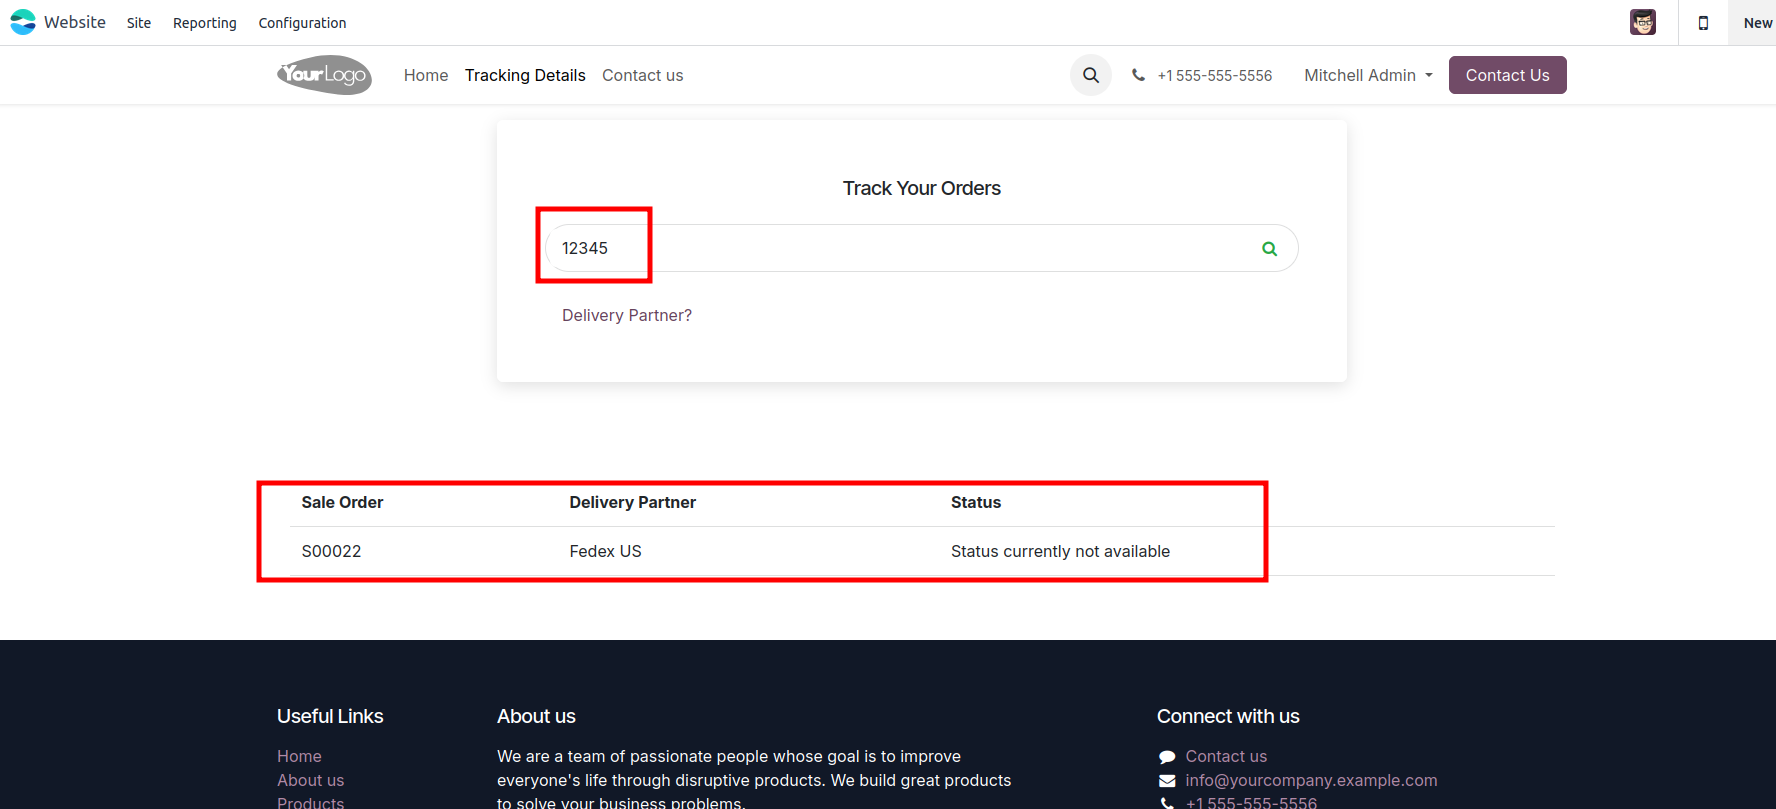 Website Site Reporting Configuration New
YourLogo Home Tracking Details Contact us +1 555-555-5556 Mitchell Admin Contact Us
Track Your Orders
12345
Delivery Partner?
Sale Order Delivery Partner Status
S00022 Fedex US Status currently not available
Useful Links About us Connect with us
Home We are a team of passionate people whose goal is to improve Contact us
About us everyone's life through disruptive products. We build great products info@yourcompany.example.com
Products to solve your business problems. +1 555-555-5556